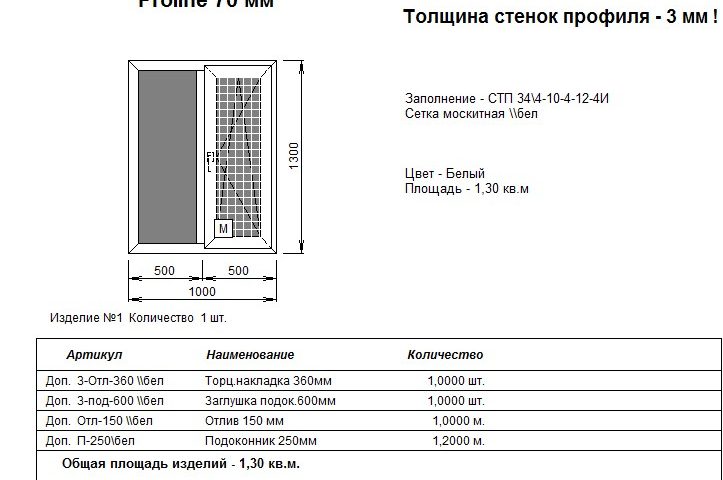 Proline 70 мм
Толщина стенок профиля - 3 мм !
Заполнение - СТП 34\4-10-4-12-4И
Сетка москитная \\бел
Цвет - Белый
Площадь - 1,30 кв.м
1300
М
500 500
1000
Изделие №1 Количество 1 шт.
Артикул Наименование Количество
Доп. 3-Отл-360 \\бел Торц.накладка 360мм 1,0000 шт.
Доп. 3-под-600 \\бел Заглушка подок.600мм 1,0000 шт.
Доп. Отл-150 \\бел Отлив 150 мм 1,0000 м.
Доп. П-250\бел Подоконник 250мм 1,2000 м.
Общая площадь изделий - 1,30 кв.м.